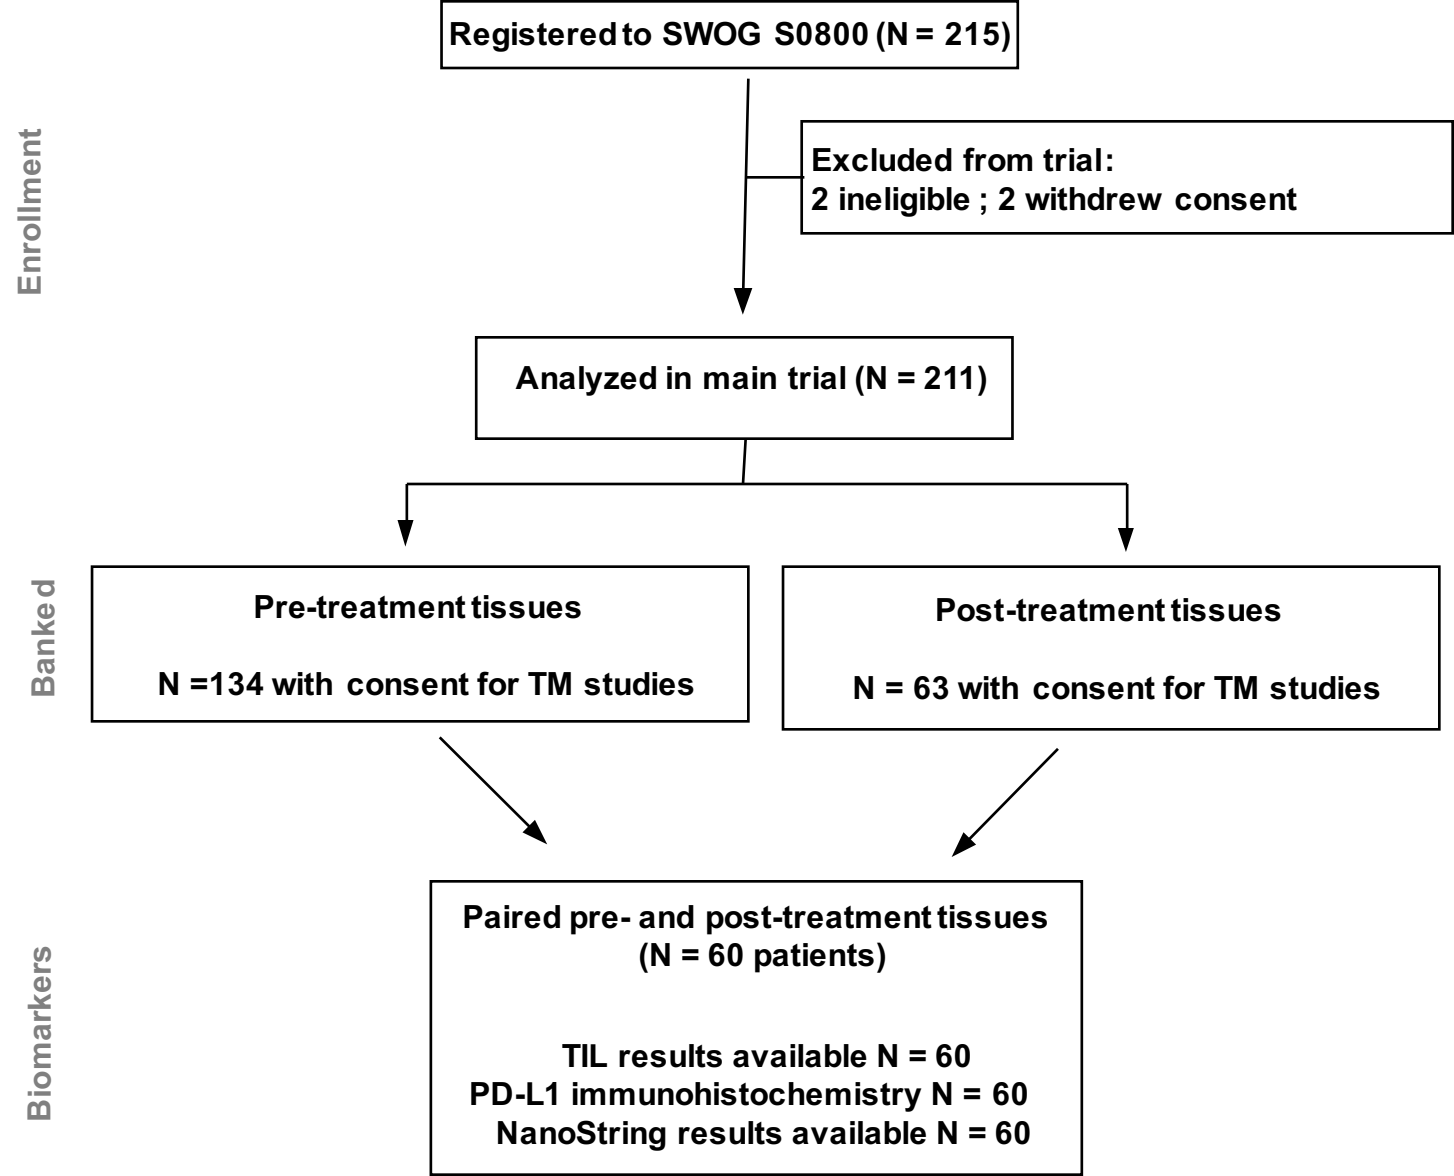 Registered to SWOG S0800 (N = 215)
Enrollment
Excluded from trial:
2 ineligible ; 2 withdrew consent
Analyzed in main trial (N = 211)
Banked
Pre-treatment tissues
N =134 with consent for TM studies
Post-treatment tissues
N = 63 with consent for TM studies
Biomarkers
Paired pre- and post-treatment tissues
(N = 60 patients)
TIL results available N = 60
PD-L1 immunohistochemistry N = 60
NanoString results available N = 60